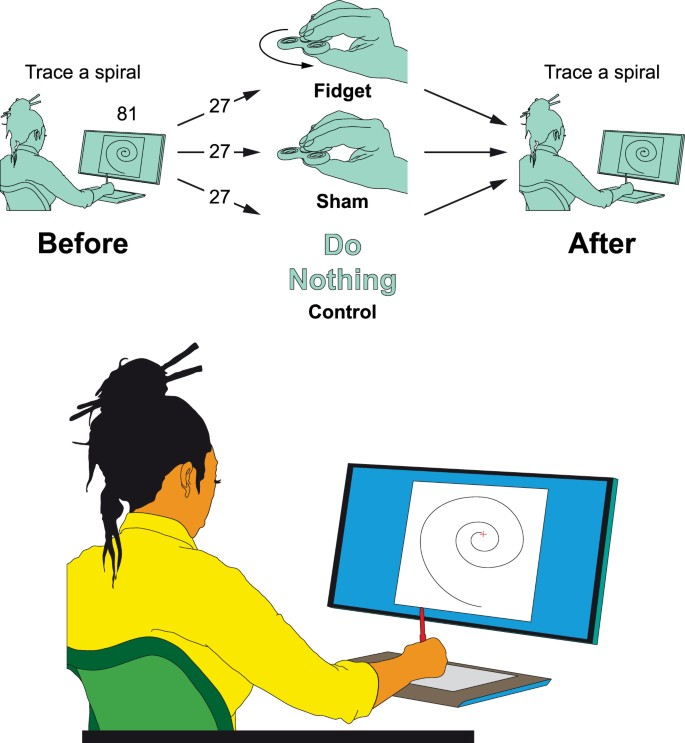 Trace a spiral
81
Before
27
27
27
Fidget
Sham
Do
Nothing
Control
Trace a spiral
After